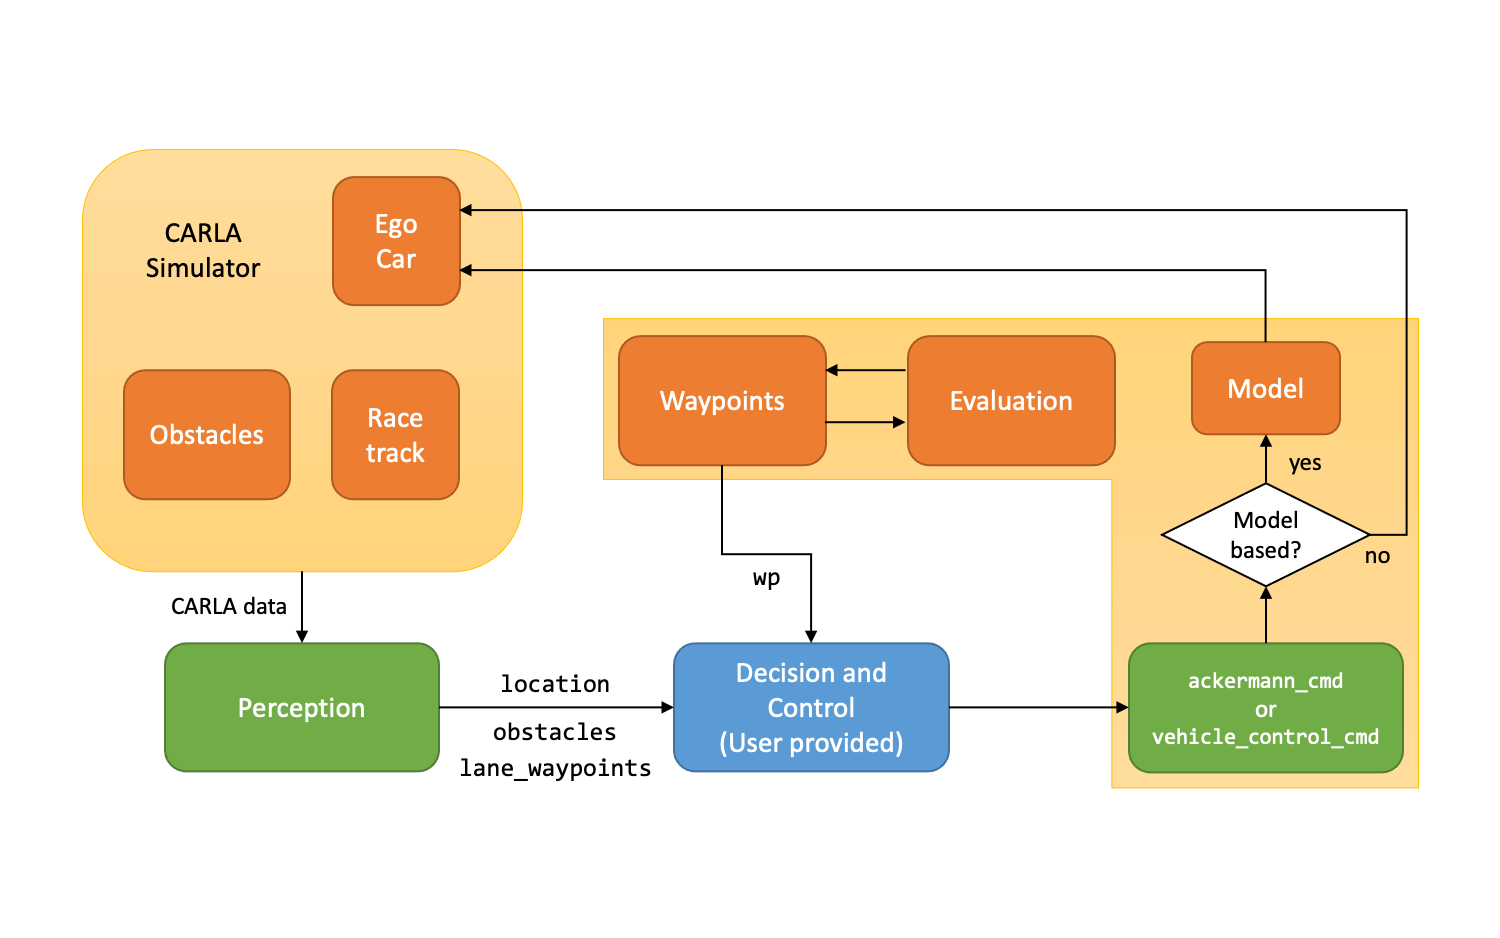 CARLA
Simulator
Ego
Car
Obstacles
Race
track
Waypoints
Evaluation
Model
yes
Model
based?
no
wp
CARLA data
Perception
location
obstacles
lane_waypoints
Decision and
Control
(User provided)
ackermann_cmd
or
vehicle_control_cmd